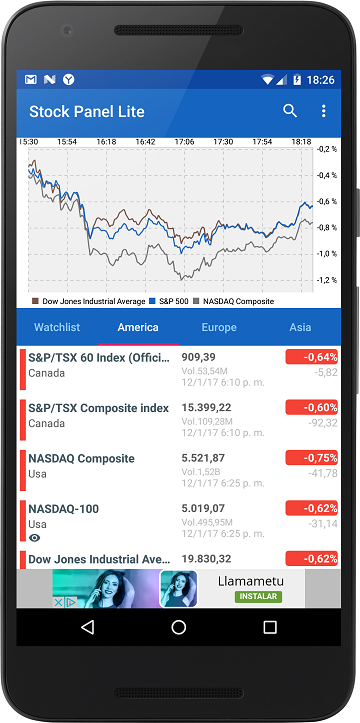 18:26
Stock Panel Lite
15:30 15:54 16:18 16:42 17:06 17:30 17:54 18:18
-0,2 %
-0,4 %
-0,6 %
-0,8 %
-1,0 %
-1,2 %
Dow Jones Industrial Average S&P 500 NASDAQ Composite
Watchlist America Europe Asia
S&P/TSX 60 Index (Offici... 909,39 -0,64%
Canada Vol.53,54M -5,82
12/1/17 6:10 p. m.
S&P/TSX Composite index 15.399,22 -0,60%
Canada Vol.109,28M -92,32
12/1/17 6:10 p. m.
NASDAQ Composite 5.521,87 -0,75%
Usa Vol.1,52B -41,78
12/1/17 6:25 p. m.
NASDAQ-100 5.019,07 -0,62%
Usa Vol.495,95M -31,14
12/1/17 6:25 p. m.
Dow Jones Industrial Ave... 19.830,32 -0,62%
Llamametu
INSTALAR